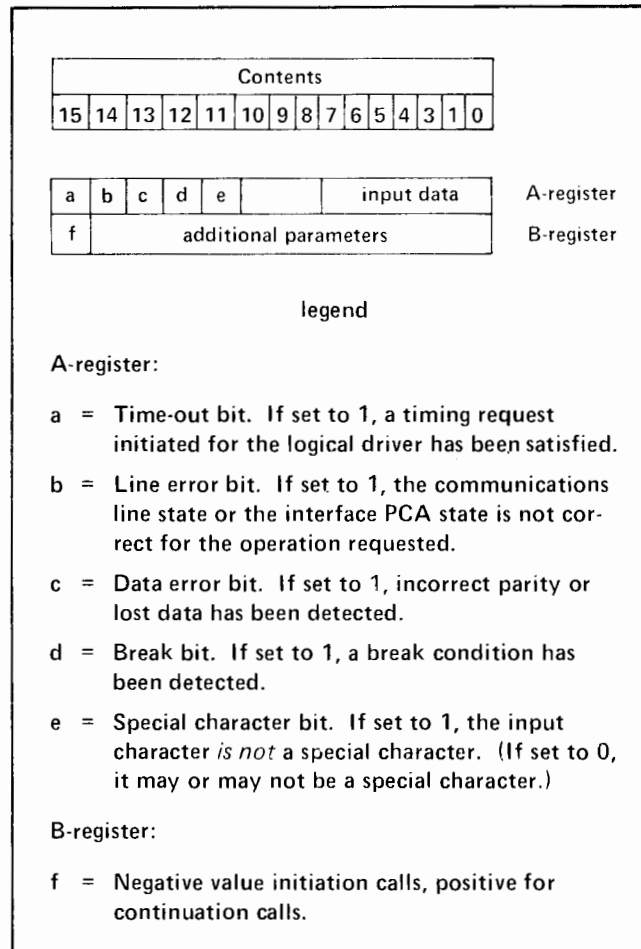 Contents
15 14 13 12 11 10 9 8 7 6 5 4 3 1 0
a b c d e input data A-register
f additional parameters B-register
legend
A-register:
a = Time-out bit. If set to 1, a timing request
initiated for the logical driver has been satisfied.
b = Line error bit. If set to 1, the communications
line state or the interface PCA state is not cor-
rect for the operation requested.
c = Data error bit. If set to 1, incorrect parity or
lost data has been detected.
d = Break bit. If set to 1, a break condition has
been detected.
e = Special character bit. If set to 1, the input
character is not a special character. (If set to 0,
it may or may not be a special character.)
B-register:
f = Negative value initiation calls, positive for
continuation calls.